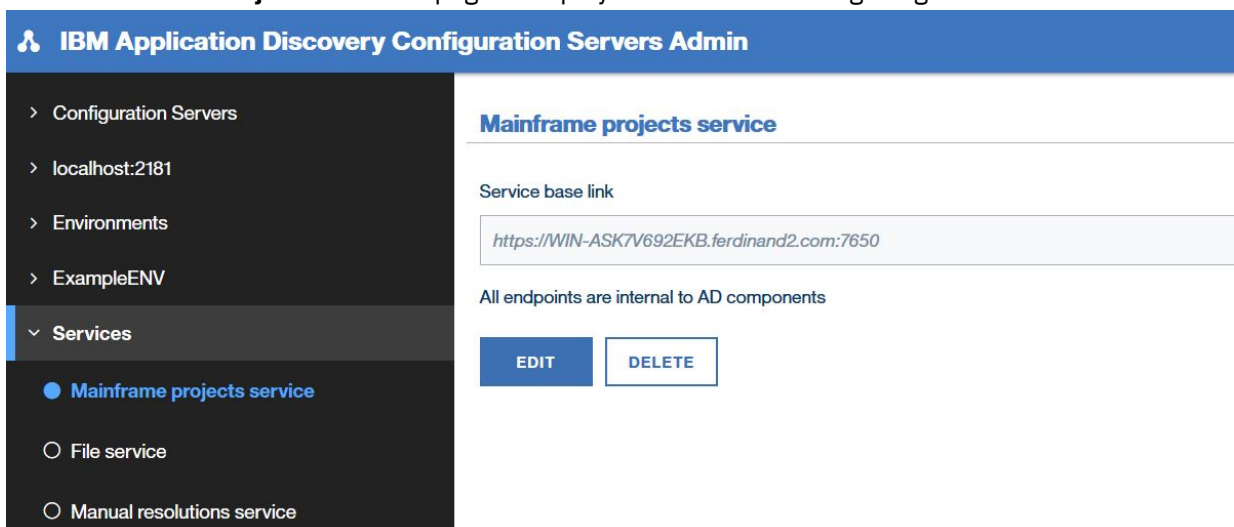 IBM Application Discovery Configuration Servers Admin
Configuration Servers
localhost:2181
Environments
ExampleENV
Services
Mainframe projects service
File service
Manual resolutions service
Mainframe projects service
Service base link
https://WIN-ASK7V692EKB.ferdinand2.com:7650
All endpoints are internal to AD components
EDIT DELETE